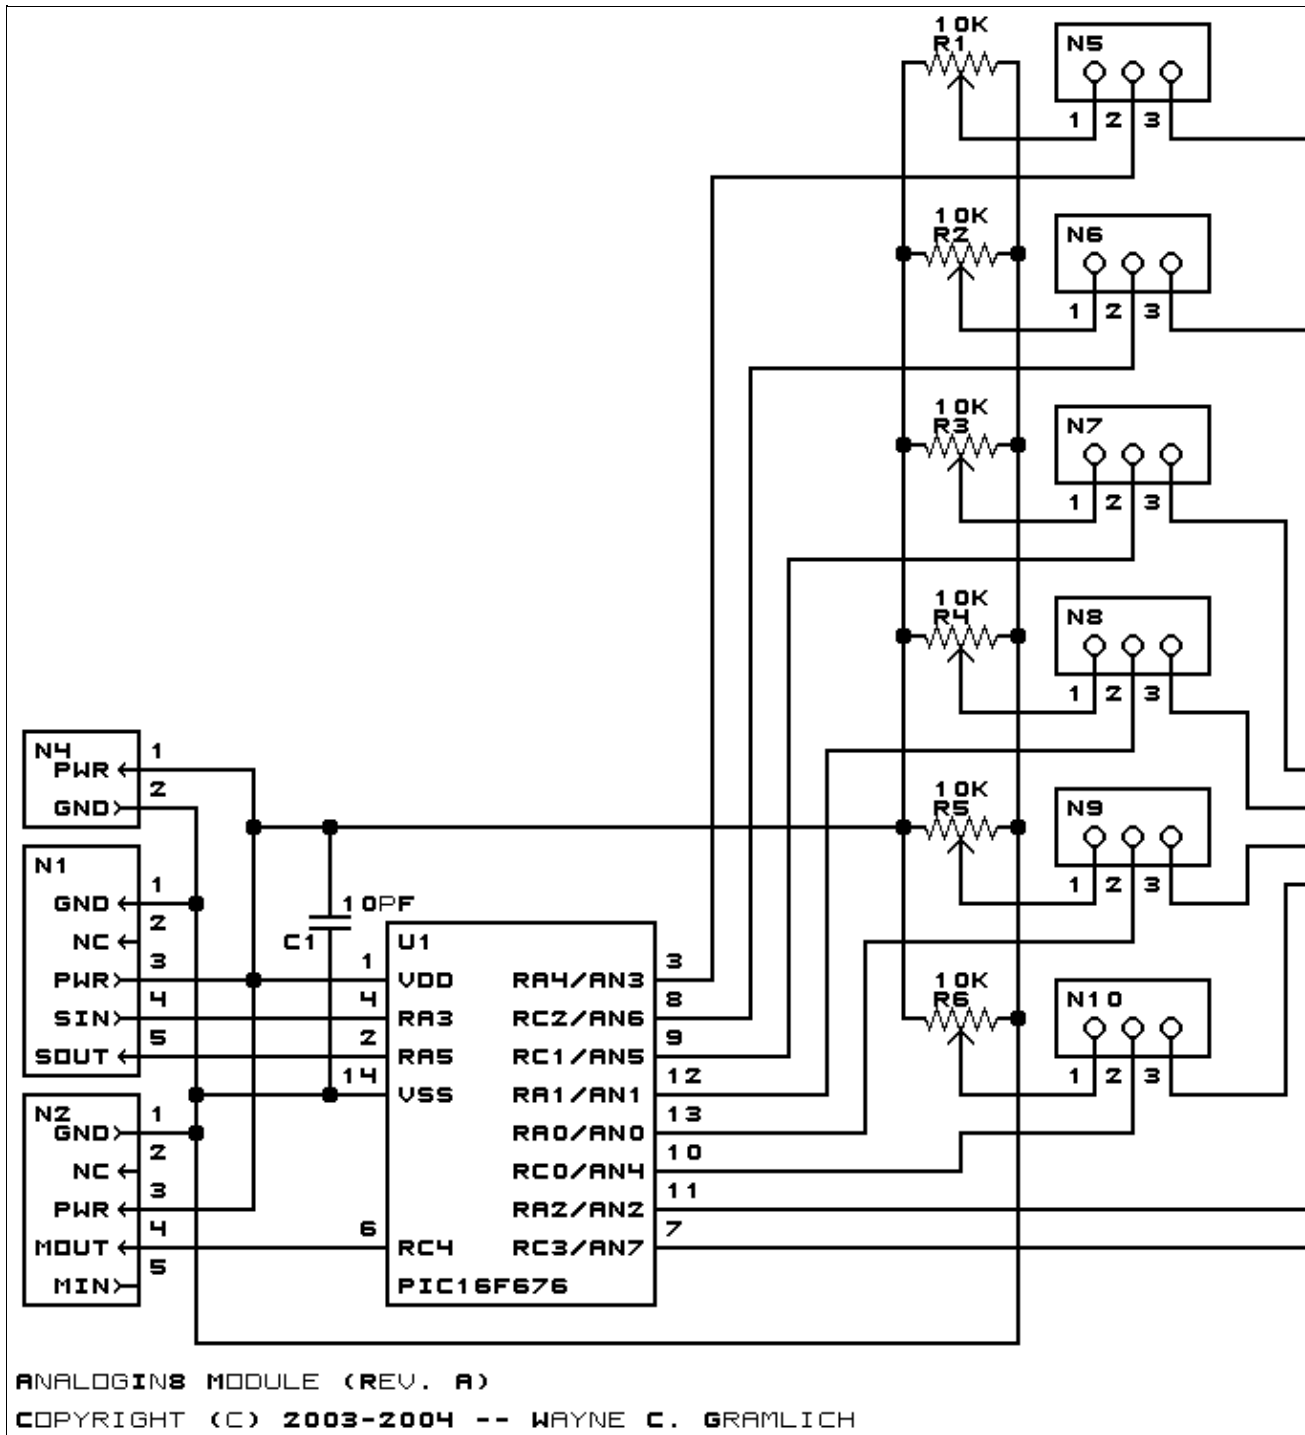 10K
R1
N5
1 2 3
10K
R2
N6
1 2 3
10K
R3
N7
1 2 3
10K
R4
N8
1 2 3
N4
PWR 1
GND 2
10K
R5
N9
1 2 3
N1
GND 1
NC 2
PWR 3
SIN 4
SOUT 5
10PF
C1
U1
1 VDD RA4/AN3 3
4 RA3 RC2/AN6 8
2 RA5 RC1/AN5 9
14 VSS RA1/AN1 12
RA0/AN0 13
RC0/AN4 10
RA2/AN2 11
6 RC4 RC3/AN7 7
PIC16F676
10K
R6
N10
1 2 3
N2
GND 1
NC 2
PWR 3
MOUT 4
MIN 5
ANALOGIN8 MODULE (REV. A)
COPYRIGHT (C) 2003-2004 -- WAYNE C. GRAMLICH